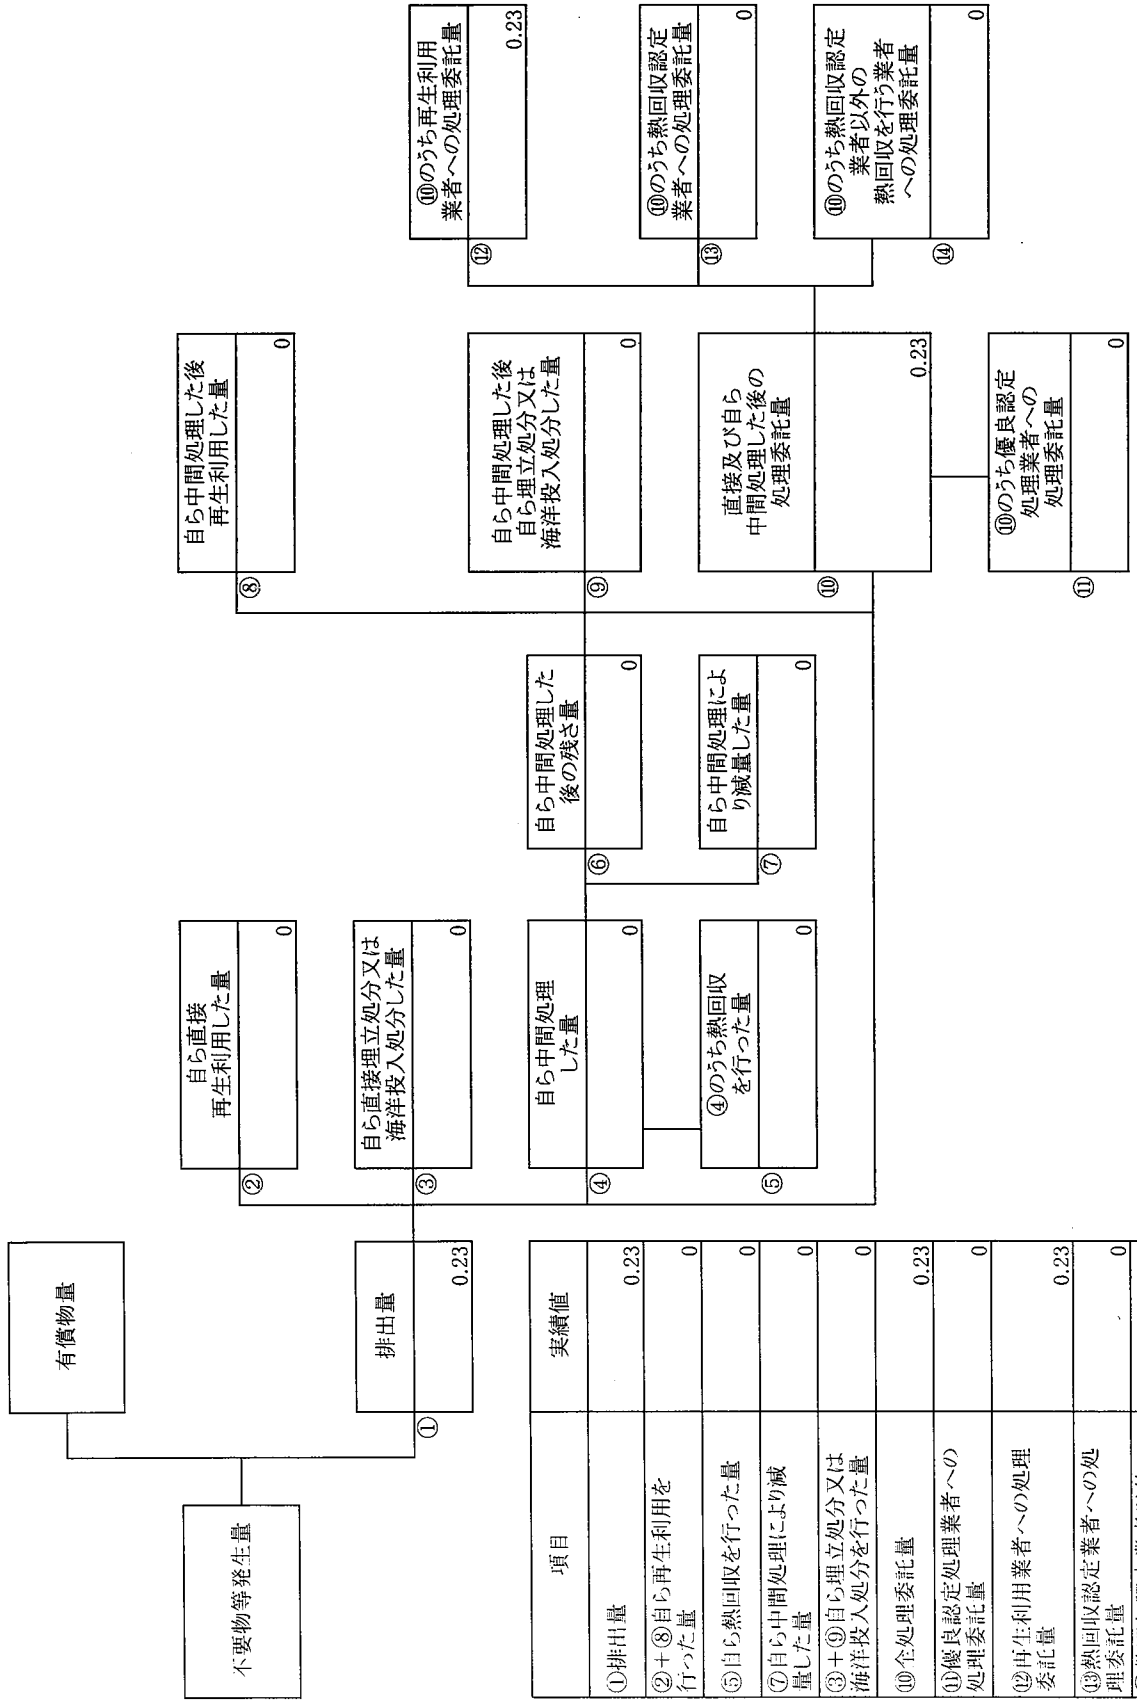 不要物等発生量
有償物量
排出量
①
0.23
自ら直接
再生利用した量
②
0
自ら直接埋立処分又は
海洋投入処分した量
③
0
自ら中間処理
した量
④
0
④のうち熱回収
を行った量
⑤
0
自ら中間処理した
後の残さ量
⑥
0
自ら中間処理によ
り減量した量
⑦
0
自ら中間処理した後
再生利用した量
⑧
0
自ら中間処理した後
自ら埋立処分又は
海洋投入処分した量
⑨
0
直接及び自ら
中間処理した後の
処理委託量
⑩
0.23
⑩のうち優良認定
処理業者への
処理委託量
⑪
0
⑩のうち再生利用
業者への処理委託量
⑫
0.23
⑩のうち熱回収認定
業者への処理委託量
⑬
0
⑩のうち熱回収認定
業者以外の
熱回収を行う業者
への処理委託量
⑭
0
項目 実績値
①排出量 0.23
②+⑧自ら再生利用を
行った量 0
⑤自ら熱回収を行った量 0
⑦自ら中間処理により減
量した量 0
③+⑨自ら埋立処分又は
海洋投入処分を行った量 0
⑩全処理委託量 0.23
⑪優良認定処理業者への
処理委託量 0
⑫再生利用業者への処理
委託量 0.23
⑬熱回収認定業者への処
理委託量 0